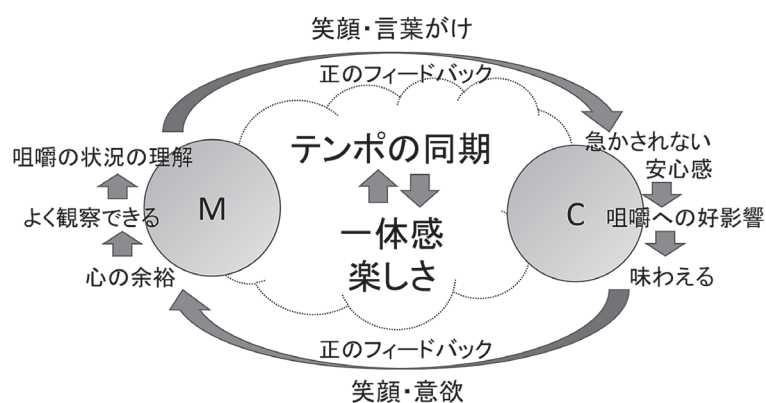 笑顔・言葉がけ
正のフィードバック
咀嚼の状況の理解
よく観察できる
心の余裕
M
テンポの同期
一体感
楽しさ
C
急かされない
安心感
咀嚼への好影響
味わえる
正のフィードバック
笑顔・意欲